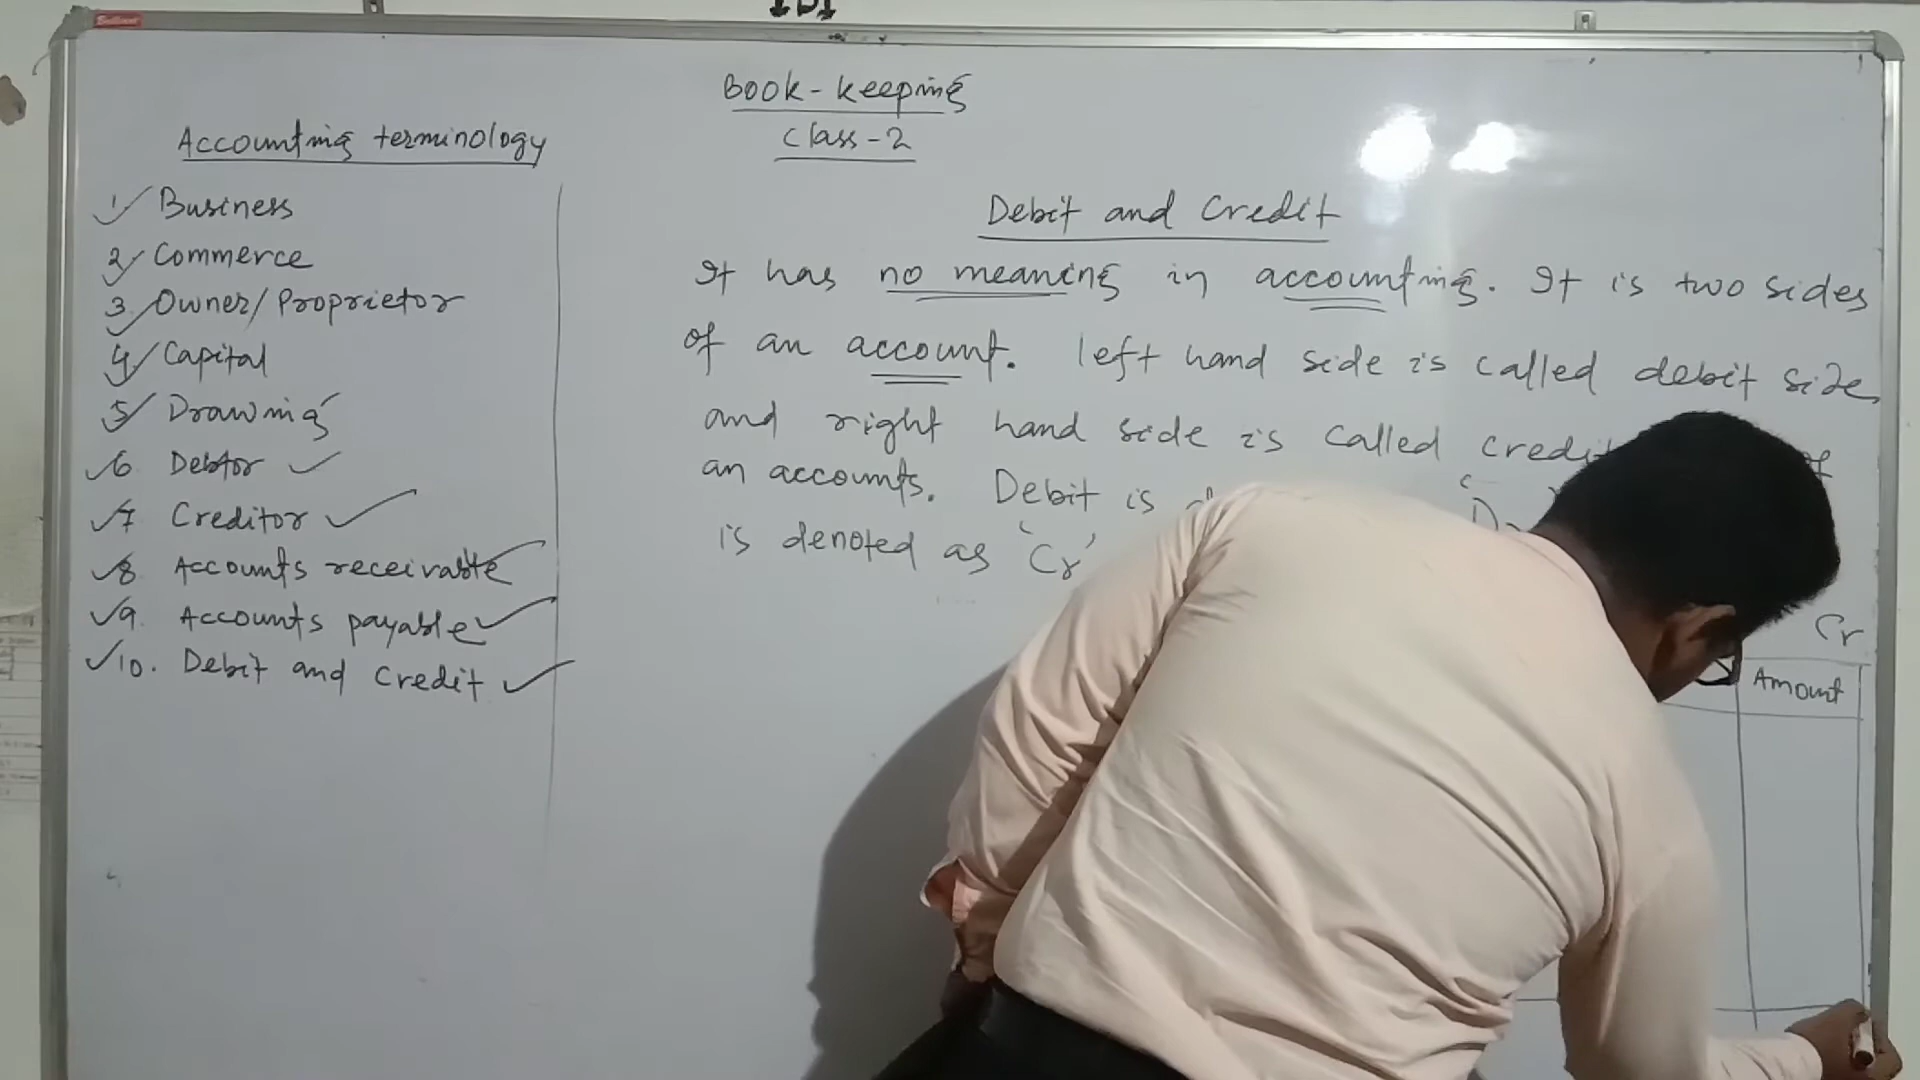 Brilliant
Book-keeping
Class-2
Accounting terminology
1 Business
2 Commerce
3. Owner/Proprietor
4 Capital
5 Drawing
6 Debtor
7 Creditor
8 Accounts receivable
9. Accounts payable
10. Debit and Credit
Debit and Credit
It has no meaning in accounting. It is two sides
of an account. left hand side is called debit side
and right hand side is called credit of
an accounts. Debit is
is denoted as 'Cr'
Cr
Amount